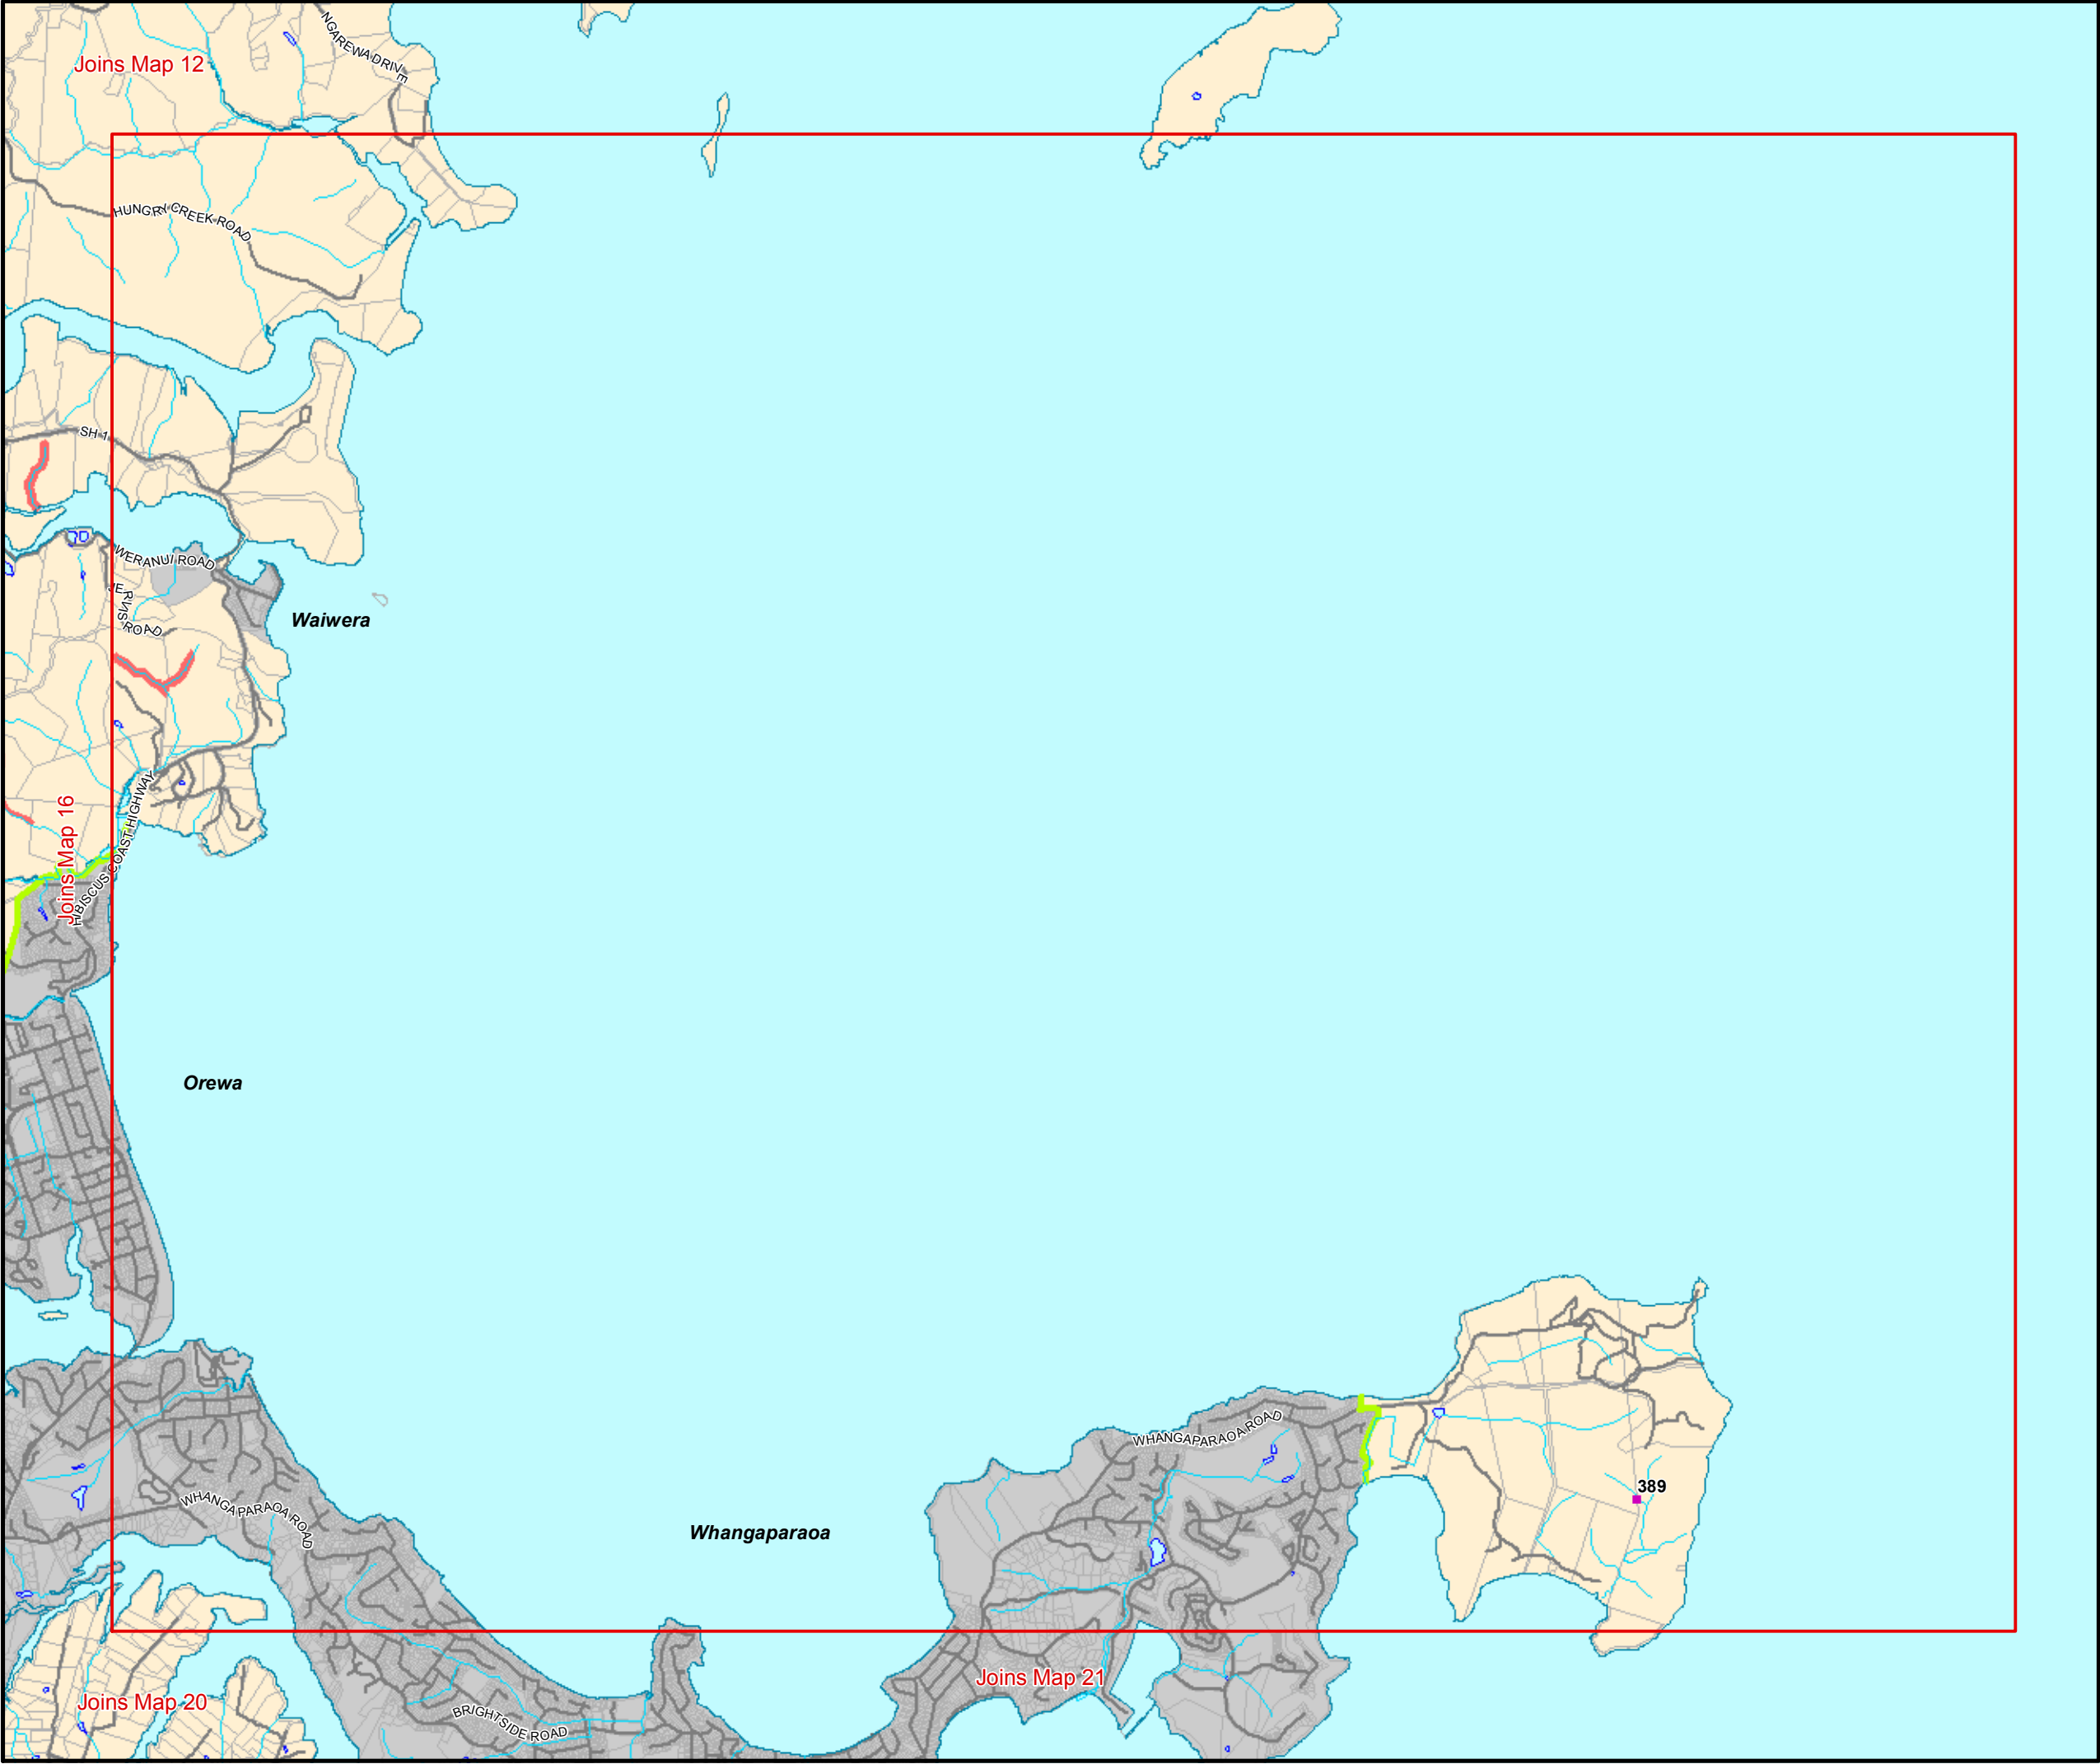 NGAREWA DRIVE
Joins Map 12
HUNGRY CREEK ROAD
SH 1
WERANUI ROAD
JERVIS ROAD
Waiwera
HIBISCUS COAST HIGHWAY
Joins Map 16
Orewa
WHANGAPARAOA ROAD
389
WHANGAPARAOA ROAD
Whangaparaoa
Joins Map 21
Joins Map 20
BRIGHTSIDE ROAD